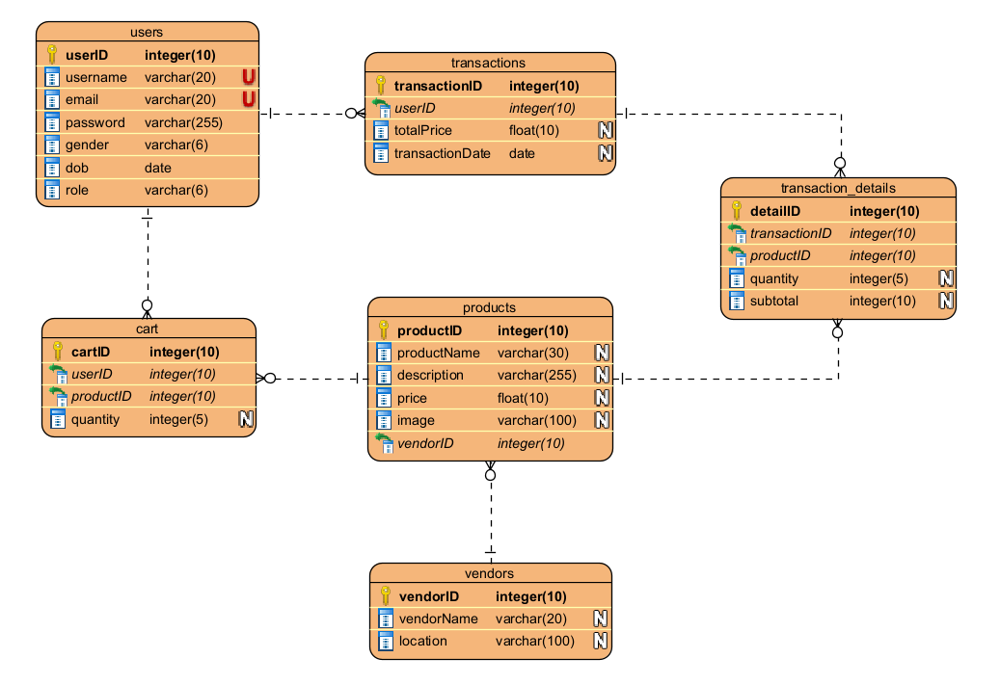 users
userID integer(10)
username varchar(20) U
email varchar(20) U
password varchar(255)
gender varchar(6)
dob date
role varchar(6)
transactions
transactionID integer(10)
userID integer(10)
totalPrice float(10) N
transactionDate date N
transaction_details
detailID integer(10)
transactionID integer(10)
productID integer(10)
quantity integer(5) N
subtotal integer(10) N
cart
cartID integer(10)
userID integer(10)
productID integer(10)
quantity integer(5) N
products
productID integer(10)
productName varchar(30) N
description varchar(255) N
price float(10) N
image varchar(100) N
vendorID integer(10)
vendors
vendorID integer(10)
vendorName varchar(20) N
location varchar(100) N